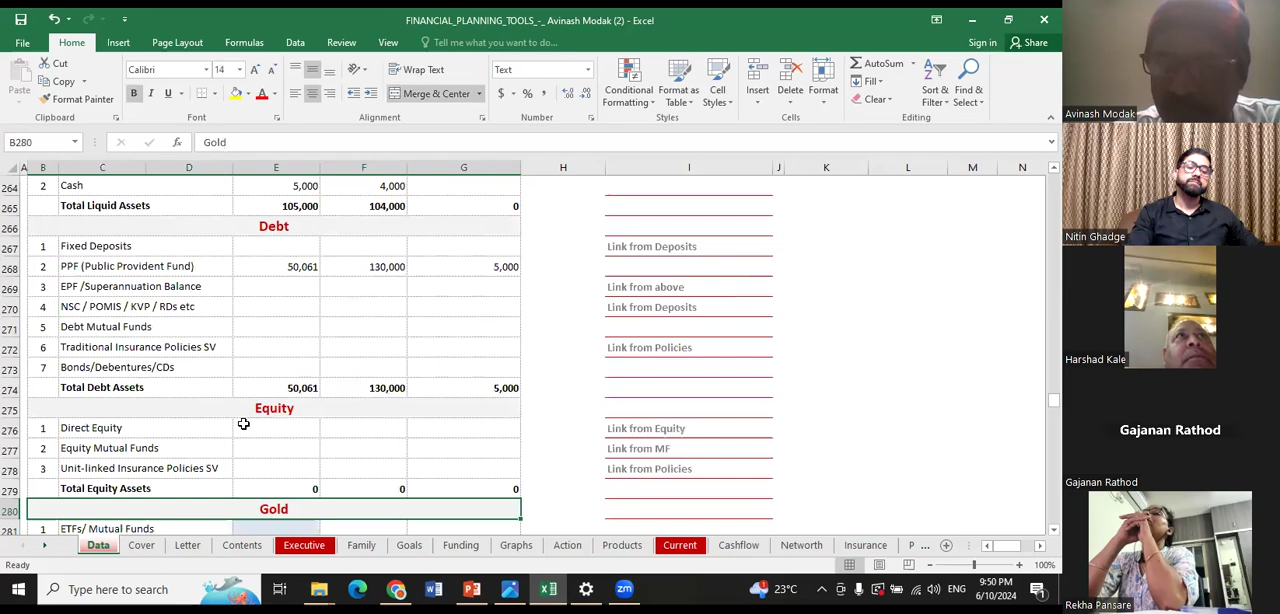 FINANCIAL_PLANNING_TOOLS_-_ Avinash Modak (2) - Excel
File Home Insert Page Layout Formulas Data Review View Tell me what you want to do... Sign in Share
Paste Cut Copy Format Painter Clipboard
Calibri 14 B I U Font
Wrap Text Merge & Center Alignment
Text $ % , Number
Conditional Formatting Format as Table Cell Styles Styles
Insert Delete Format Cells
AutoSum Fill Clear Sort & Filter Find & Select Editing
B280 fx Gold
A B C D E F G H I J K L M N
264 2 Cash 5,000 4,000
265 Total Liquid Assets 105,000 104,000 0
266 Debt
267 1 Fixed Deposits Link from Deposits
268 2 PPF (Public Provident Fund) 50,061 130,000 5,000
269 3 EPF /Superannuation Balance Link from above
270 4 NSC / POMIS / KVP / RDs etc Link from Deposits
271 5 Debt Mutual Funds
272 6 Traditional Insurance Policies SV Link from Policies
273 7 Bonds/Debentures/CDs
274 Total Debt Assets 50,061 130,000 5,000
275 Equity
276 1 Direct Equity Link from Equity
277 2 Equity Mutual Funds Link from MF
278 3 Unit-linked Insurance Policies SV Link from Policies
279 Total Equity Assets 0 0 0
280 Gold
281 1 ETFs/ Mutual Funds
Data Cover Letter Contents Executive Family Goals Funding Graphs Action Products Current Cashflow Networth Insurance P ...
Ready 100%
Type here to search 23°C ENG 9:50 PM 6/10/2024
Avinash Modak
Nitin Ghadge
Harshad Kale
Gajanan Rathod
Gajanan Rathod
Rekha Pansare